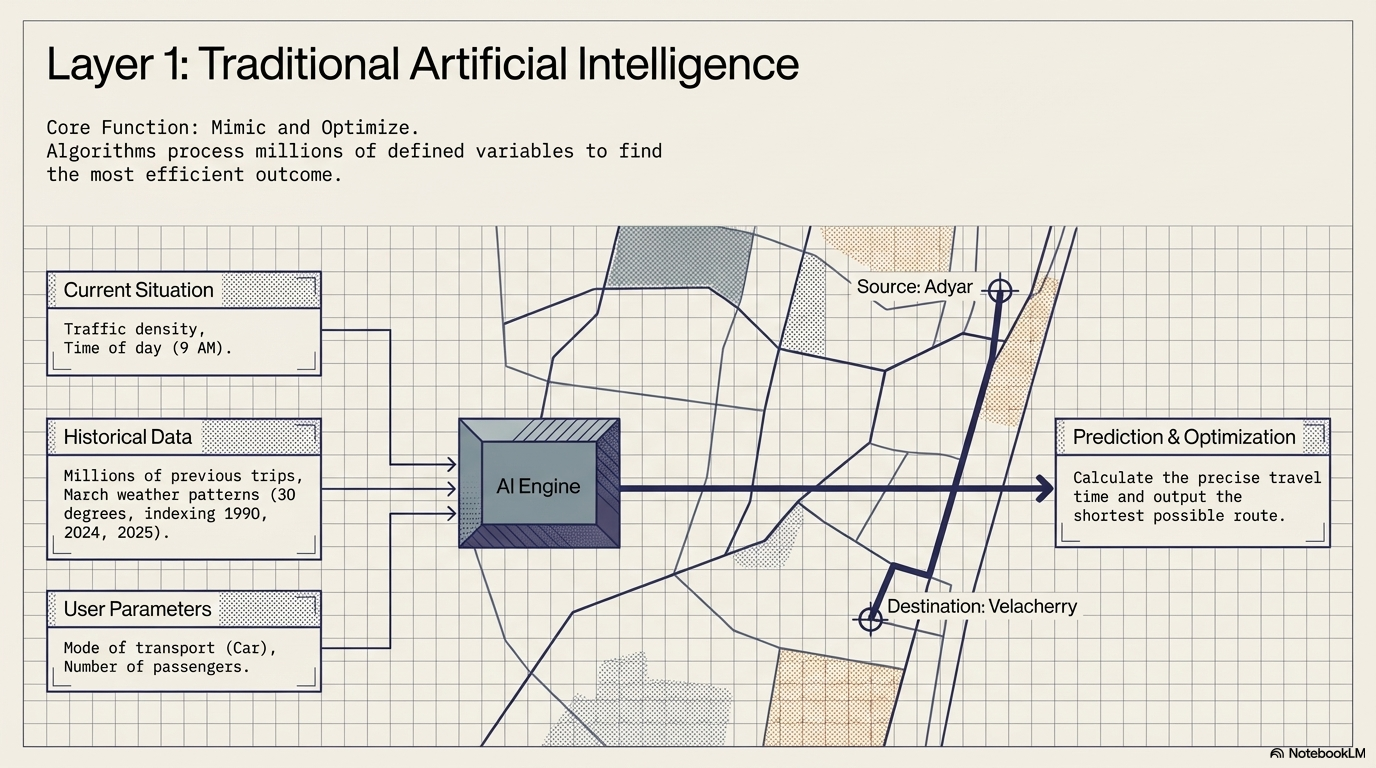 Layer 1: Traditional Artificial Intelligence
Core Function: Mimic and Optimize.
Algorithms process millions of defined variables to find
the most efficient outcome.
Current Situation
Traffic density,
Time of day (9 AM).
Historical Data
Millions of previous trips,
March weather patterns (30
degrees, indexing 1990,
2024, 2025).
User Parameters
Mode of transport (Car),
Number of passengers.
AI Engine
Source: Adyar
Destination: Velacherry
Prediction & Optimization
Calculate the precise travel
time and output the
shortest possible route.
NotebookLM